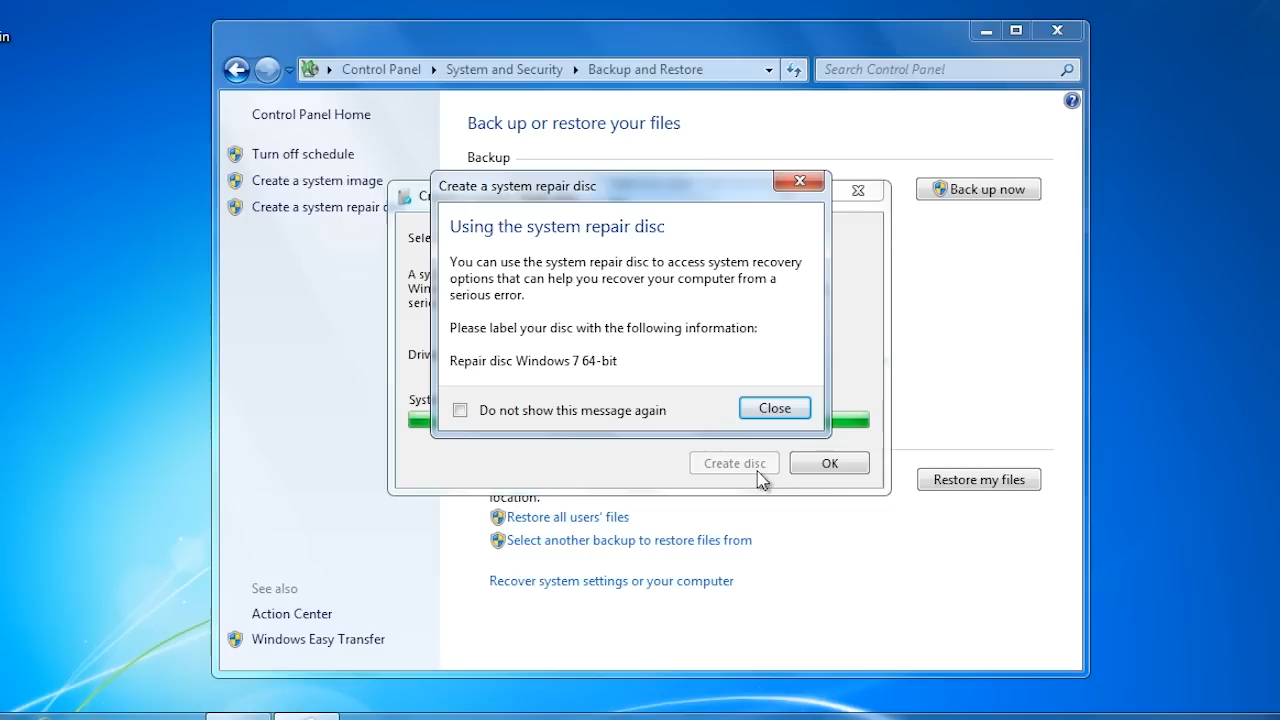 in
Control Panel
System and Security
Backup and Restore
Search Control Panel
Control Panel Home
Turn off schedule
Create a system image
Create a system repair
Back up or restore your files
Backup
Back up now
Create a system repair disc
Using the system repair disc
You can use the system repair disc to access system recovery
options that can help you recover your computer from a
serious error.
Please label your disc with the following information:
Repair disc Windows 7 64-bit
Do not show this message again
Close
Create disc
OK
Restore my files
location.
Restore all users' files
Select another backup to restore files from
Recover system settings or your computer
See also
Action Center
Windows Easy Transfer